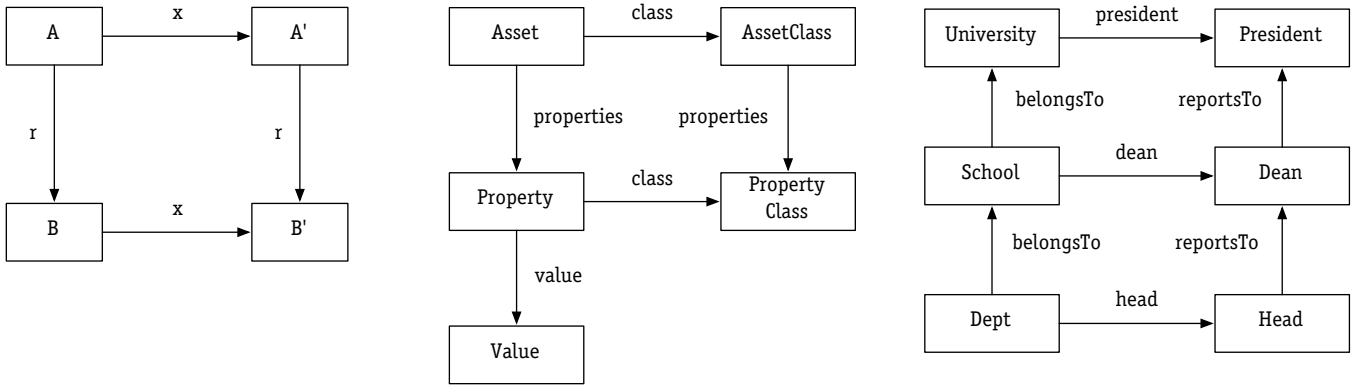 x
A
A'
r
r
x
B
B'
class
Asset
AssetClass
properties
properties
class
Property
Property
Class
value
Value
president
University
President
belongsTo
reportsTo
dean
School
Dean
belongsTo
reportsTo
head
Dept
Head